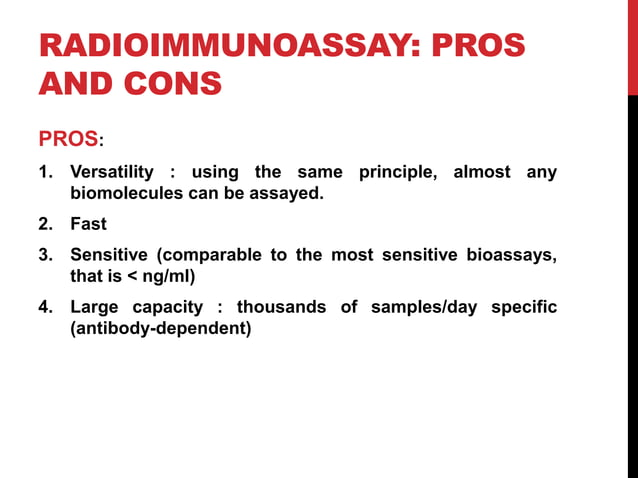 RADIOIMMUNOASSAY: PROS
AND CONS
PROS:
1. Versatility : using the same principle, almost any
biomolecules can be assayed.
2. Fast
3. Sensitive (comparable to the most sensitive bioassays,
that is < ng/ml)
4. Large capacity : thousands of samples/day specific
(antibody-dependent)